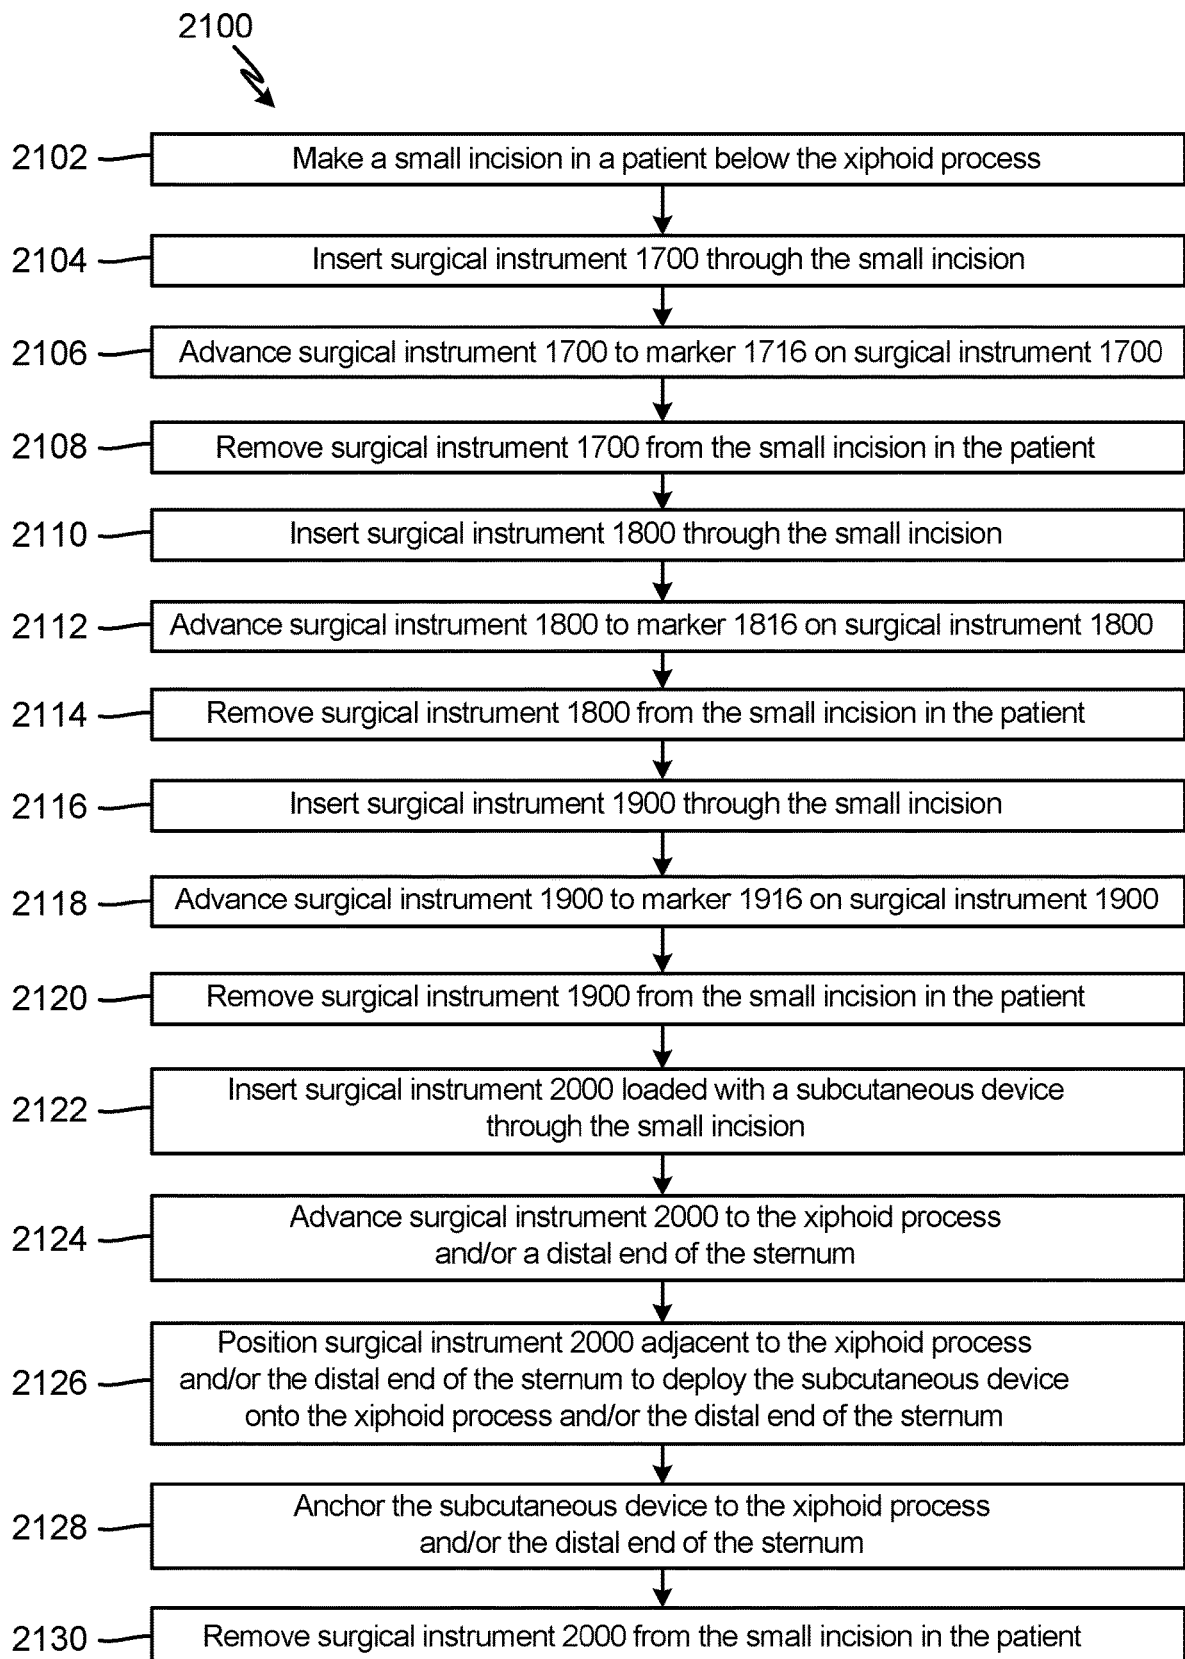 2100
2102 Make a small incision in a patient below the xiphoid process
2104 Insert surgical instrument 1700 through the small incision
2106 Advance surgical instrument 1700 to marker 1716 on surgical instrument 1700
2108 Remove surgical instrument 1700 from the small incision in the patient
2110 Insert surgical instrument 1800 through the small incision
2112 Advance surgical instrument 1800 to marker 1816 on surgical instrument 1800
2114 Remove surgical instrument 1800 from the small incision in the patient
2116 Insert surgical instrument 1900 through the small incision
2118 Advance surgical instrument 1900 to marker 1916 on surgical instrument 1900
2120 Remove surgical instrument 1900 from the small incision in the patient
2122 Insert surgical instrument 2000 loaded with a subcutaneous device
through the small incision
2124 Advance surgical instrument 2000 to the xiphoid process
and/or a distal end of the sternum
2126 Position surgical instrument 2000 adjacent to the xiphoid process
and/or the distal end of the sternum to deploy the subcutaneous device
onto the xiphoid process and/or the distal end of the sternum
2128 Anchor the subcutaneous device to the xiphoid process
and/or the distal end of the sternum
2130 Remove surgical instrument 2000 from the small incision in the patient